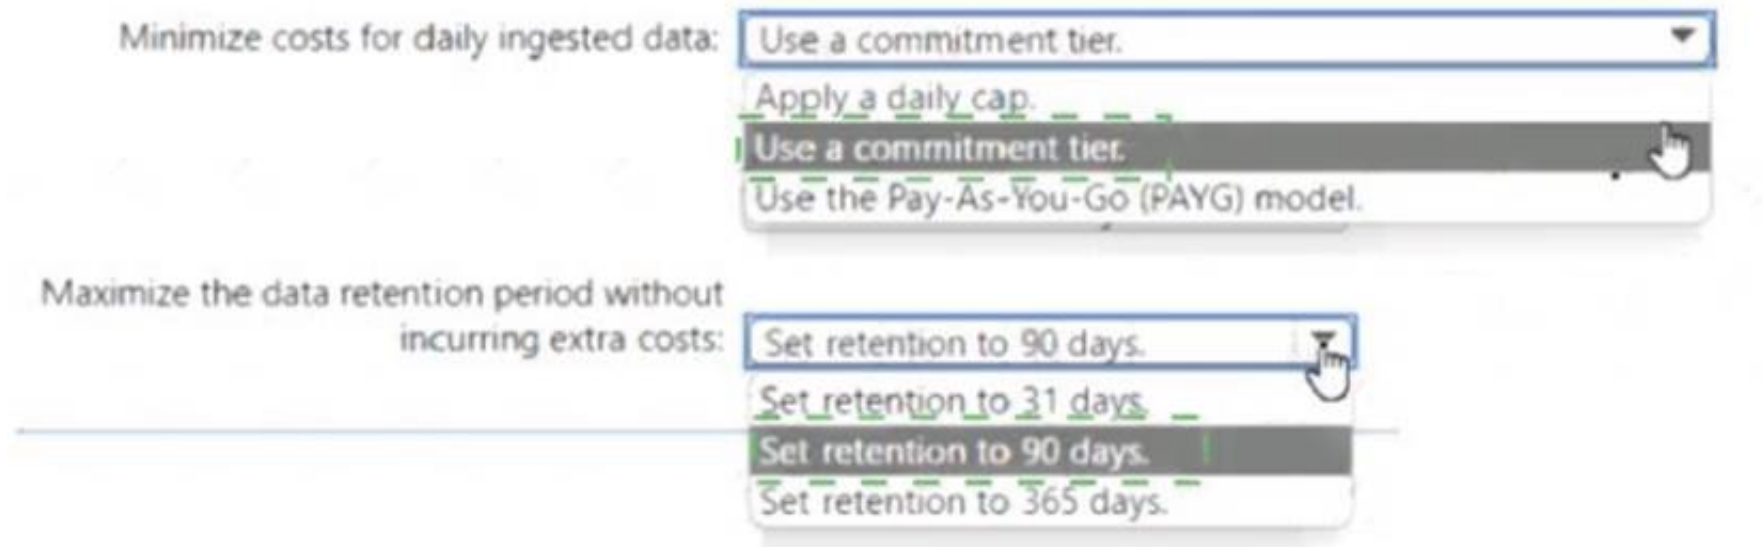 Minimize costs for daily ingested data: Use a commitment tier.
Apply a daily cap.
Use a commitment tier.
Use the Pay-As-You-Go (PAYG) model.
Maximize the data retention period without
incurring extra costs: Set retention to 90 days.
Set retention to 31 days.
Set retention to 90 days.
Set retention to 365 days.